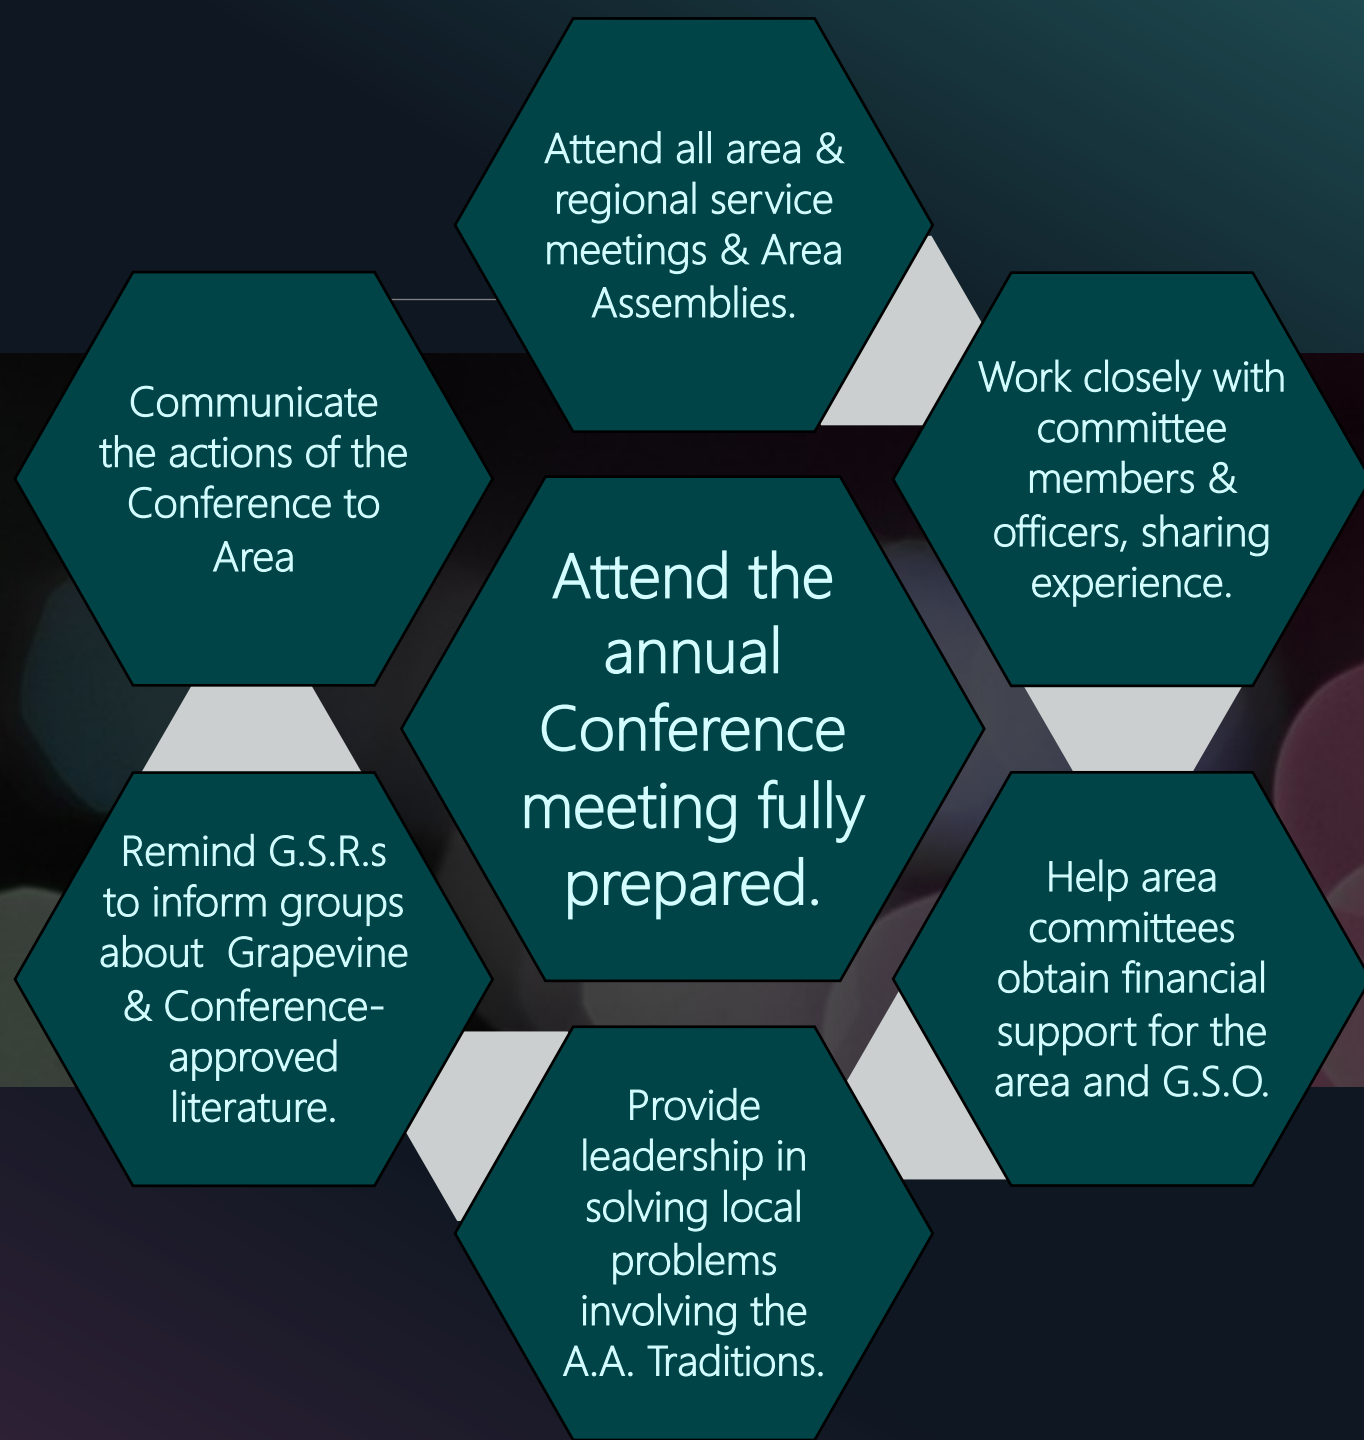 Attend all area &
regional service
meetings & Area
Assemblies.
Work closely with
committee
members &
officers, sharing
experience.
Help area
committees
obtain financial
support for the
area and G.S.O.
Provide
leadership in
solving local
problems
involving the
A.A. Traditions.
Remind G.S.R.s
to inform groups
about  Grapevine
& Conference-
approved
literature.
Communicate
the actions of the
Conference to
Area
Attend the
annual
Conference
meeting fully
prepared.